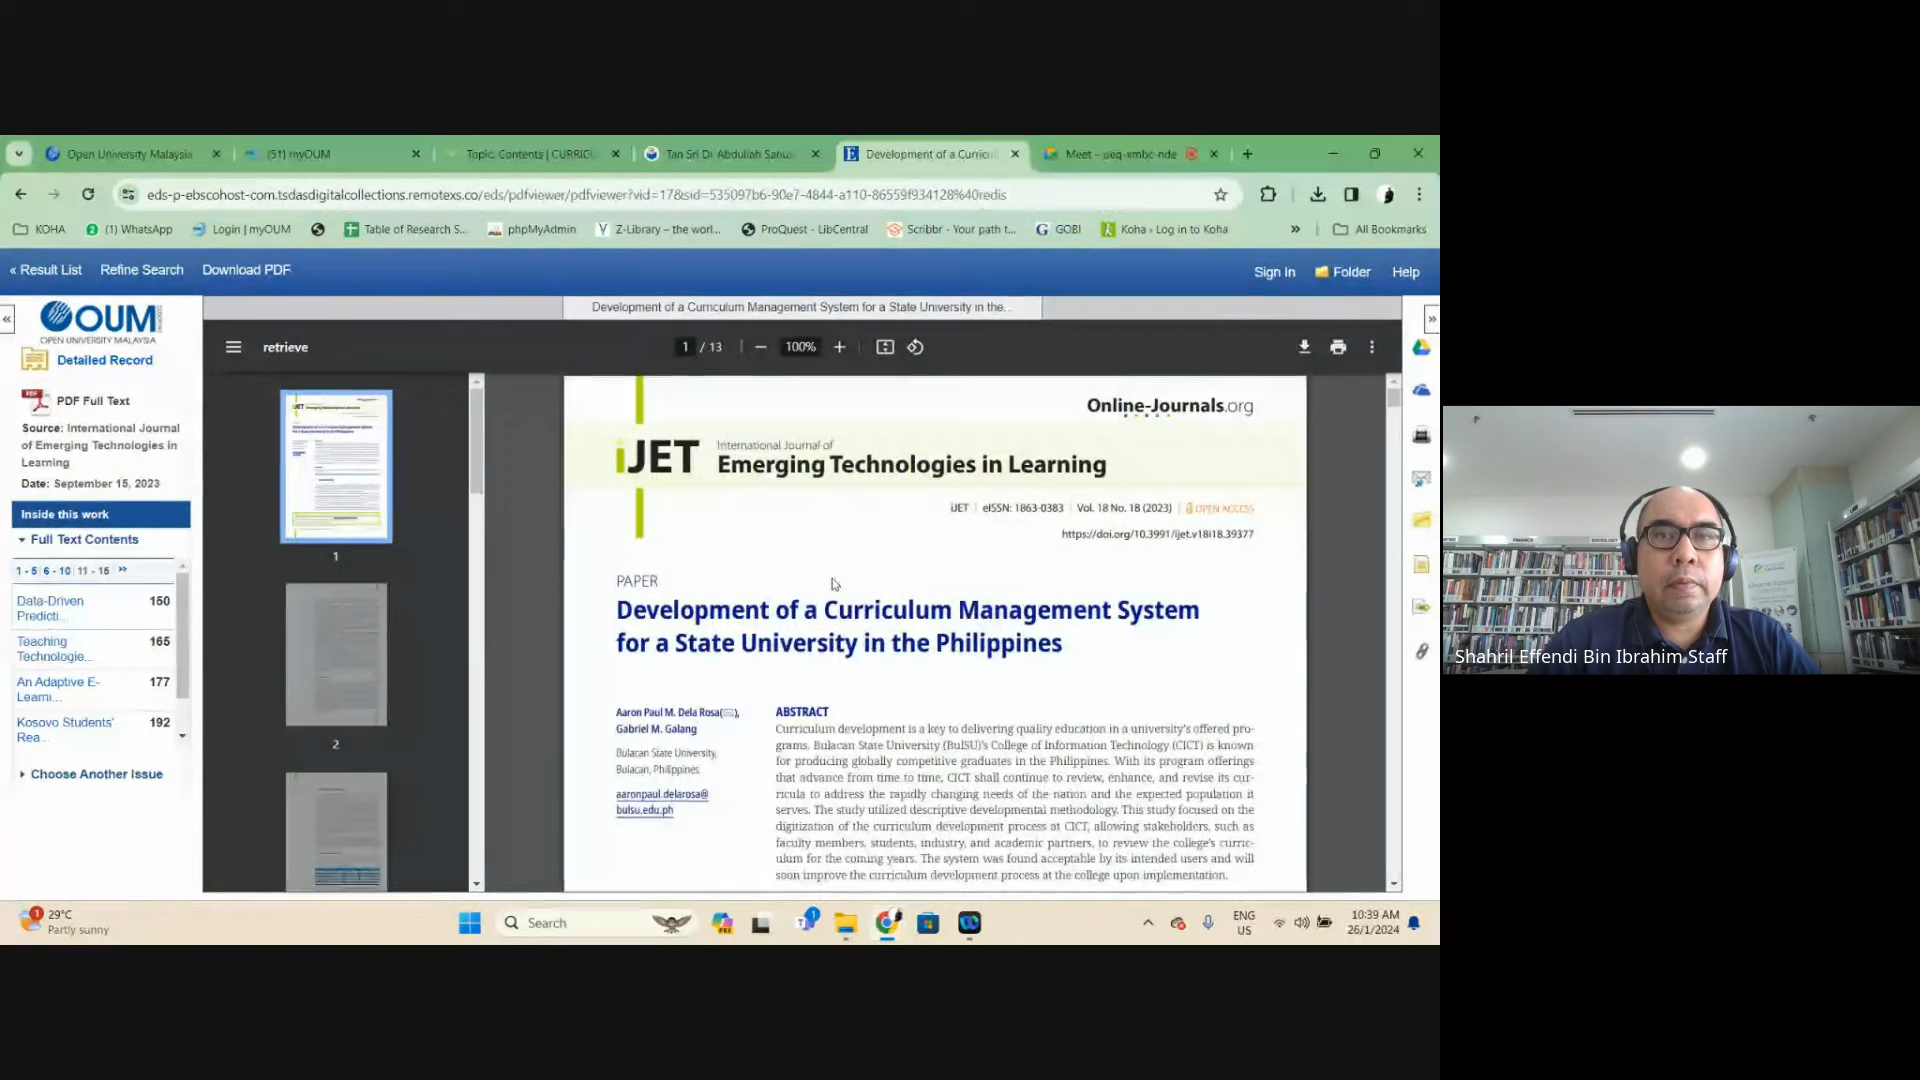 Open University Malaysia
(51) myOUM
Topic: Contents | CURRIC
Tan Sri Dr Abdullah Sanu
Development of a Curricu
Meet – ueq-vmbc-nde
eds-p-ebscohost-com.tsdasdigitalcollections.remotexs.co/eds/pdfviewer/pdfviewer?vid=17&sid=535097b6-90e7-4844-a110-86559f934128%40redis
KOHA
(1) WhatsApp
Login | myOUM
Table of Research S...
phpMyAdmin
Z-Library – the worl...
ProQuest - LibCentral
Scribbr - Your path t...
GOBI
Koha › Log in to Koha
All Bookmarks
« Result List
Refine Search
Download PDF
Sign In
Folder
Help
OUM
OPEN UNIVERSITY MALAYSIA
Detailed Record
PDF Full Text
Source: International Journal
of Emerging Technologies in
Learning
Date: September 15, 2023
Inside this work
Full Text Contents
1 - 5 6 - 10 11 - 15 »
Data-Driven 150
Predicti...
Teaching 165
Technologie...
An Adaptive E- 177
Learni...
Kosovo Students' 192
Rea...
Choose Another Issue
Development of a Curriculum Management System for a State University in the...
retrieve
1 / 13
100%
1
2
Online-Journals.org
iJET
International Journal of
Emerging Technologies in Learning
iJET | eISSN: 1863-0383 | Vol. 18 No. 18 (2023) | OPEN ACCESS
https://doi.org/10.3991/ijet.v18i18.39377
PAPER
Development of a Curriculum Management System
for a State University in the Philippines
Aaron Paul M. Dela Rosa(✉),
Gabriel M. Galang
Bulacan State University,
Bulacan, Philippines
aaronpaul.delarosa@
bulsu.edu.ph
ABSTRACT
Curriculum development is a key to delivering quality education in a university's offered pro-
grams. Bulacan State University (BulSU)'s College of Information Technology (CICT) is known
for producing globally competitive graduates in the Philippines. With its program offerings
that advance from time to time, CICT shall continue to review, enhance, and revise its cur-
ricula to address the rapidly changing needs of the nation and the expected population it
serves. The study utilized descriptive developmental methodology. This study focused on the
digitization of the curriculum development process at CICT, allowing stakeholders, such as
faculty members, students, industry, and academic partners, to review the college's curric-
ulum for the coming years. The system was found acceptable by its intended users and will
soon improve the curriculum development process at the college upon implementation.
FINANCE
SOCIOLOGY
Shahril Effendi Bin Ibrahim Staff
1
29°C
Partly sunny
Search
PRE
1
ENG
US
10:39 AM
26/1/2024